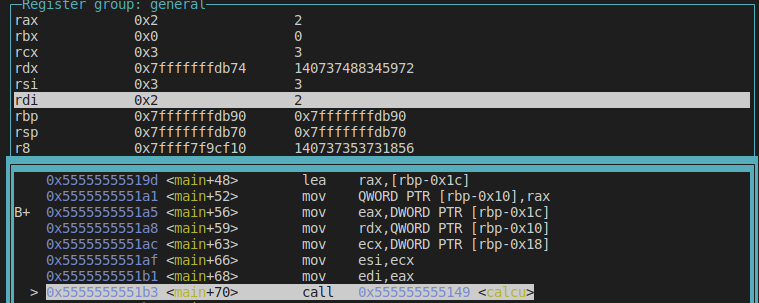 Register group: general
rax 0x2 2
rbx 0x0 0
rcx 0x3 3
rdx 0x7fffffffdb74 140737488345972
rsi 0x3 3
rdi 0x2 2
rbp 0x7fffffffdb90 0x7fffffffdb90
rsp 0x7fffffffdb70 0x7fffffffdb70
r8 0x7ffff7f9cf10 140737353731856
0x55555555519d <main+48> lea rax,[rbp-0x1c]
0x5555555551a1 <main+52> mov QWORD PTR [rbp-0x10],rax
B+ 0x5555555551a5 <main+56> mov eax,DWORD PTR [rbp-0x1c]
0x5555555551a8 <main+59> mov rdx,QWORD PTR [rbp-0x10]
0x5555555551ac <main+63> mov ecx,DWORD PTR [rbp-0x18]
0x5555555551af <main+66> mov esi,ecx
0x5555555551b1 <main+68> mov edi,eax
> 0x5555555551b3 <main+70> call 0x555555555149 <calcu>